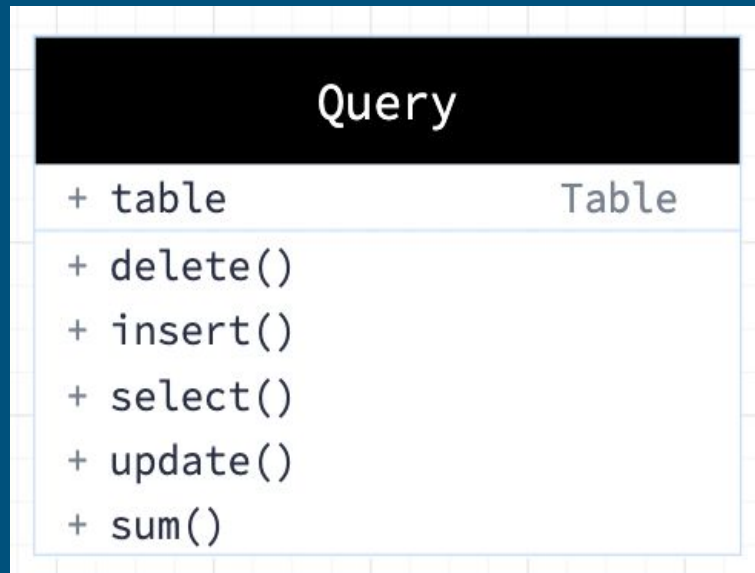 Query
+ table Table
+ delete()
+ insert()
+ select()
+ update()
+ sum()